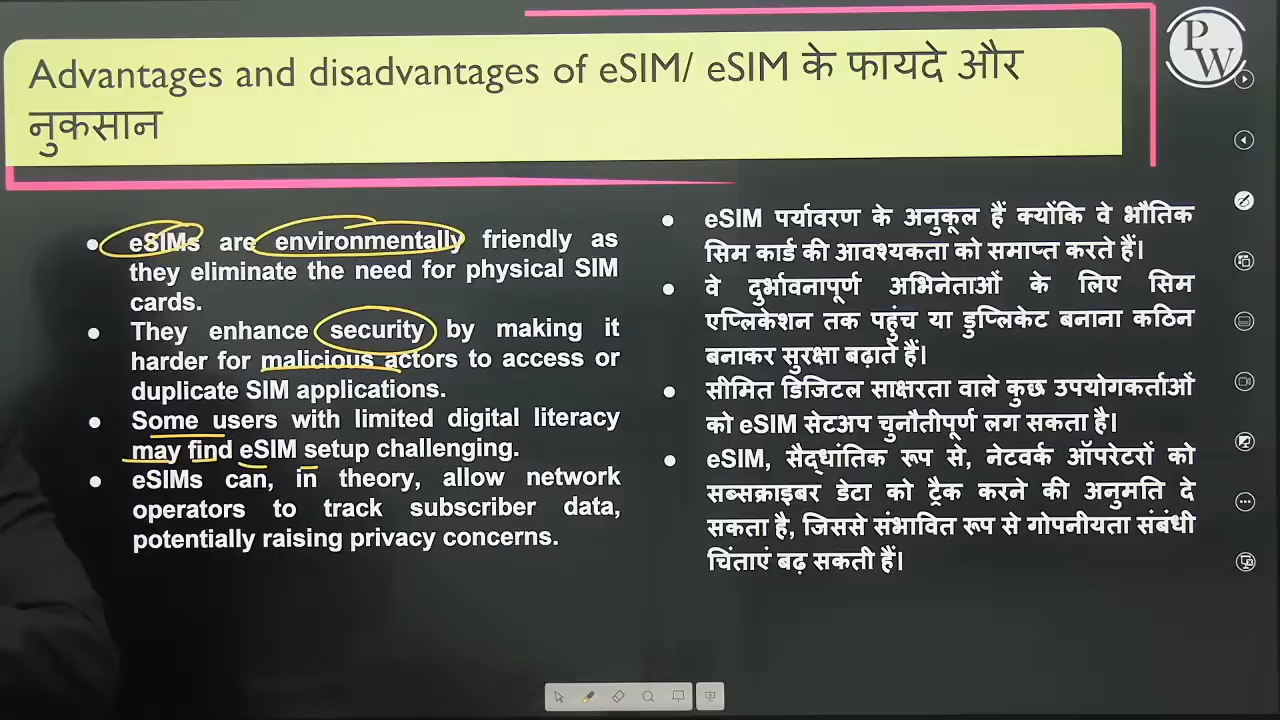 Advantages and disadvantages of eSIM/ eSIM के फायदे और
नुकसान
PW
• eSIMs are environmentally friendly as
they eliminate the need for physical SIM
cards.
• They enhance security by making it
harder for malicious actors to access or
duplicate SIM applications.
• Some users with limited digital literacy
may find eSIM setup challenging.
• eSIMs can, in theory, allow network
operators to track subscriber data,
potentially raising privacy concerns.
• eSIM पर्यावरण के अनुकूल हैं क्योंकि वे भौतिक
सिम कार्ड की आवश्यकता को समाप्त करते हैं।
• वे दुर्भावनापूर्ण अभिनेताओं के लिए सिम
एप्लिकेशन तक पहुंच या डुप्लिकेट बनाना कठिन
बनाकर सुरक्षा बढ़ाते हैं।
• सीमित डिजिटल साक्षरता वाले कुछ उपयोगकर्ताओं
को eSIM सेटअप चुनौतीपूर्ण लग सकता है।
• eSIM, सैद्धांतिक रूप से, नेटवर्क ऑपरेटरों को
सब्सक्राइबर डेटा को ट्रैक करने की अनुमति दे
सकता है, जिससे संभावित रूप से गोपनीयता संबंधी
चिंताएं बढ़ सकती हैं।